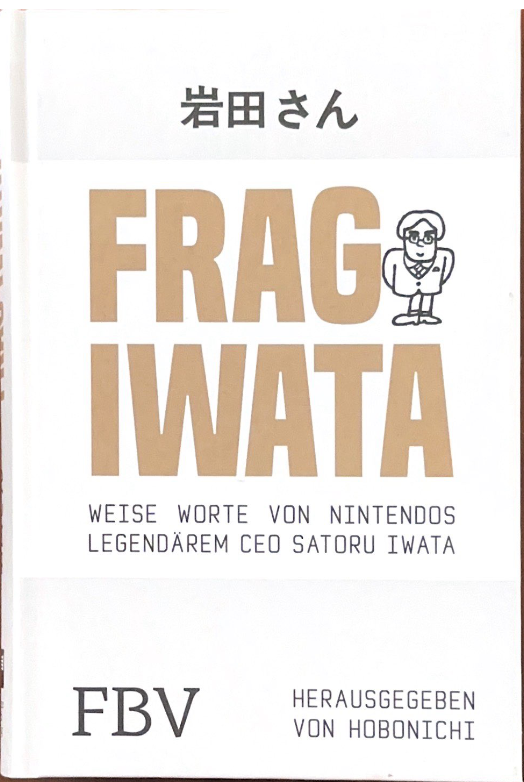 岩田さん
FRAG
IWATA
WEISE WORTE VON NINTENDOS
LEGENDÄREM CEO SATORU IWATA
FBV
HERAUSGEGEBEN
VON HOBONICHI